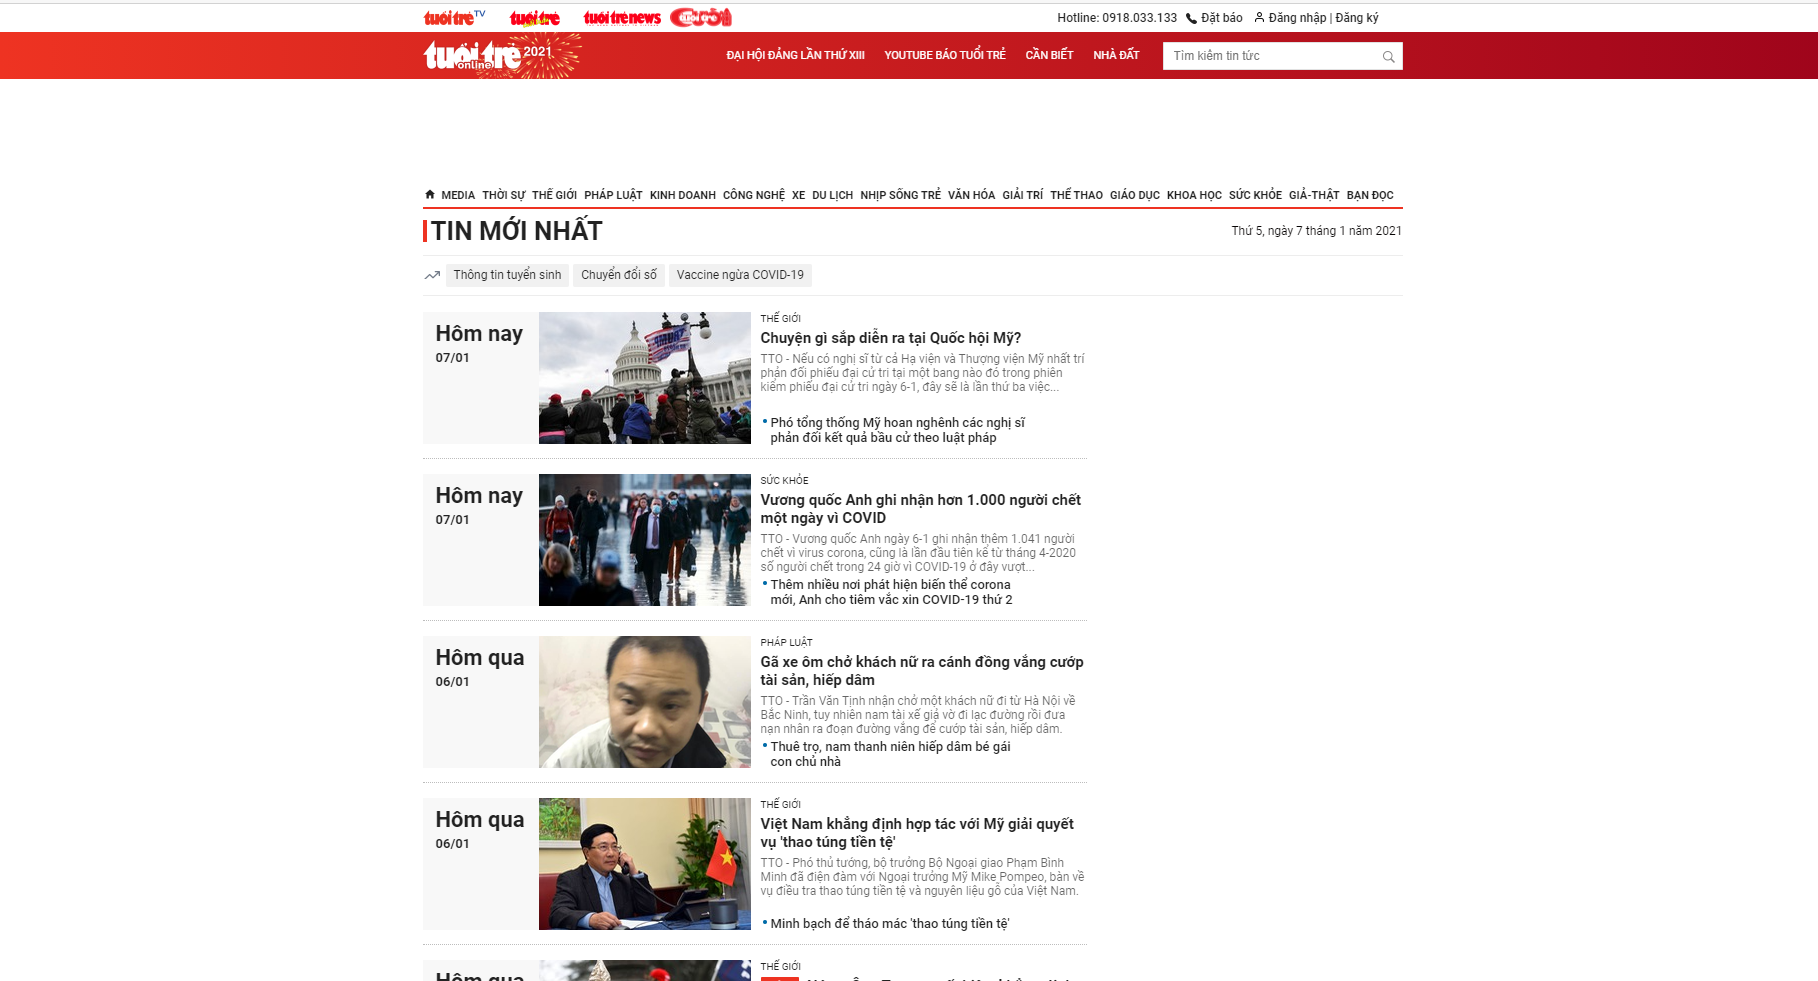 tuổi trẻ TV
tuổi trẻ
tuổi trẻ news
Cười
Hotline: 0918.033.133
Đặt báo
Đăng nhập | Đăng ký
tuổi trẻ online 2021
ĐẠI HỘI ĐẢNG LẦN THỨ XIII
YOUTUBE BÁO TUỔI TRẺ
CẦN BIẾT
NHÀ ĐẤT
Tìm kiếm tin tức
MEDIA THỜI SỰ THẾ GIỚI PHÁP LUẬT KINH DOANH CÔNG NGHỆ XE DU LỊCH NHỊP SỐNG TRẺ VĂN HÓA GIẢI TRÍ THỂ THAO GIÁO DỤC KHOA HỌC SỨC KHỎE GIẢ-THẬT BẠN ĐỌC
TIN MỚI NHẤT
Thứ 5, ngày 7 tháng 1 năm 2021
Thông tin tuyển sinh
Chuyển đổi số
Vaccine ngừa COVID-19
Hôm nay
07/01
THẾ GIỚI
Chuyện gì sắp diễn ra tại Quốc hội Mỹ?
TTO - Nếu có nghị sĩ từ cả Hạ viện và Thượng viện Mỹ nhất trí
phản đối phiếu đại cử tri tại một bang nào đó trong phiên
kiểm phiếu đại cử tri ngày 6-1, đây sẽ là lần thứ ba việc...
Phó tổng thống Mỹ hoan nghênh các nghị sĩ
phản đối kết quả bầu cử theo luật pháp
Hôm nay
07/01
SỨC KHỎE
Vương quốc Anh ghi nhận hơn 1.000 người chết
một ngày vì COVID
TTO - Vương quốc Anh ngày 6-1 ghi nhận thêm 1.041 người
chết vì virus corona, cũng là lần đầu tiên kể từ tháng 4-2020
số người chết trong 24 giờ vì COVID-19 ở đây vượt...
Thêm nhiều nơi phát hiện biến thể corona
mới, Anh cho tiêm vắc xin COVID-19 thứ 2
Hôm qua
06/01
PHÁP LUẬT
Gã xe ôm chở khách nữ ra cánh đồng vắng cướp
tài sản, hiếp dâm
TTO - Trần Văn Tịnh nhận chở một khách nữ đi từ Hà Nội về
Bắc Ninh, tuy nhiên nam tài xế giả vờ đi lạc đường rồi đưa
nạn nhân ra đoạn đường vắng để cướp tài sản, hiếp dâm.
Thuê trọ, nam thanh niên hiếp dâm bé gái
con chủ nhà
Hôm qua
06/01
THẾ GIỚI
Việt Nam khẳng định hợp tác với Mỹ giải quyết
vụ 'thao túng tiền tệ'
TTO - Phó thủ tướng, bộ trưởng Bộ Ngoại giao Phạm Bình
Minh đã điện đàm với Ngoại trưởng Mỹ Mike Pompeo, bàn về
vụ điều tra thao túng tiền tệ và nguyên liệu gỗ của Việt Nam.
Minh bạch để tháo mác 'thao túng tiền tệ'
Hôm qua
THẾ GIỚI